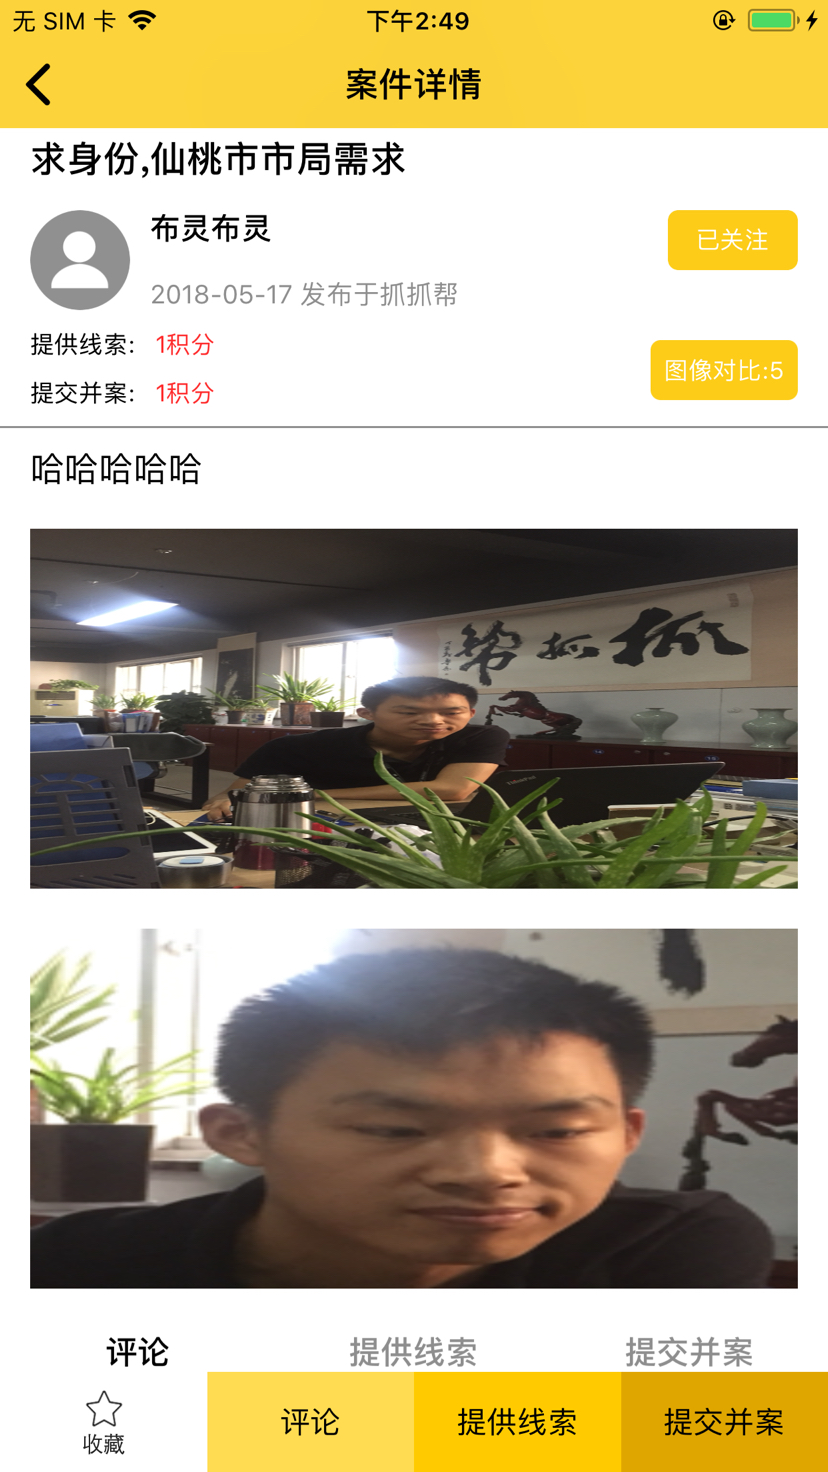 无 SIM 卡
下午2:49
案件详情
求身份,仙桃市市局需求
布灵布灵
已关注
2018-05-17 发布于抓抓帮
提供线索: 1积分
图像对比:5
提交并案: 1积分
哈哈哈哈哈
帮抓抓
评论 提供线索 提交并案
收藏
评论 提供线索 提交并案